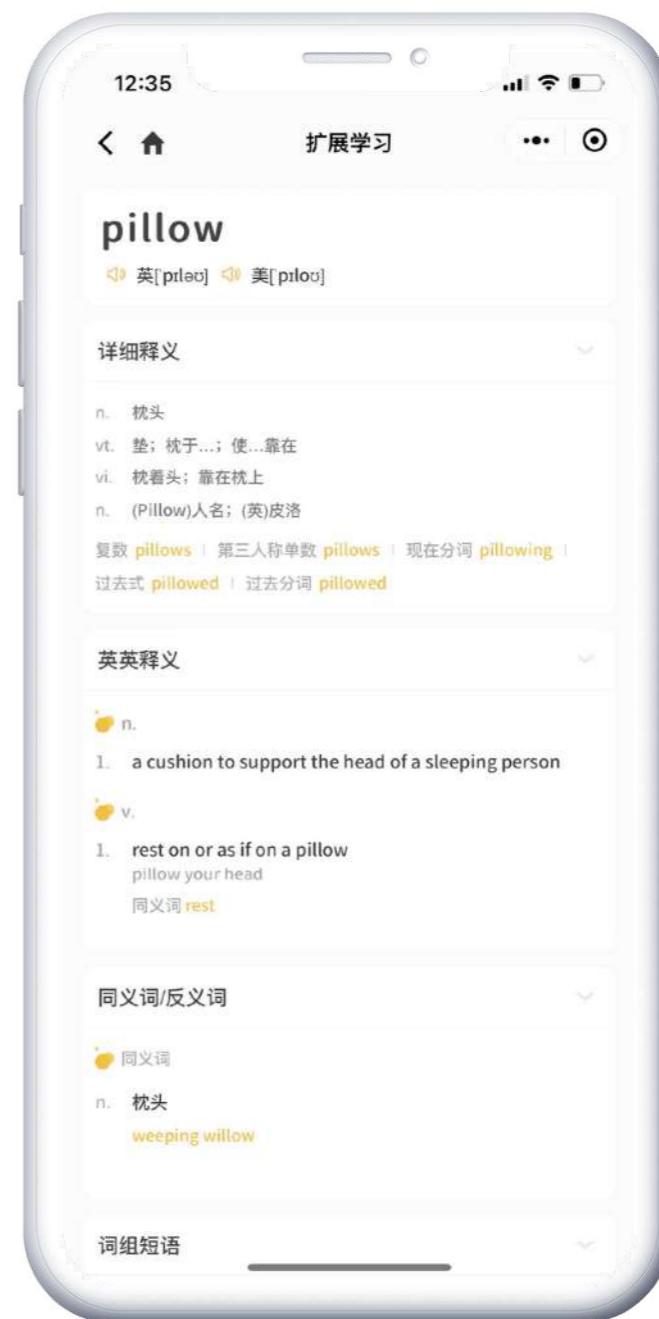 12:35
扩展学习
pillow
英[ˈpɪləʊ] 美[ˈpɪloʊ]
详细释义
n. 枕头
vt. 垫；枕于...；使...靠在
vi. 枕着头；靠在枕上
n. (Pillow)人名；(英)皮洛
复数 pillows | 第三人称单数 pillows | 现在分词 pillowing |
过去式 pillowed | 过去分词 pillowed
英英释义
n.
1. a cushion to support the head of a sleeping person
v.
1. rest on or as if on a pillow
pillow your head
同义词 rest
同义词/反义词
同义词
n. 枕头
weeping willow
词组短语